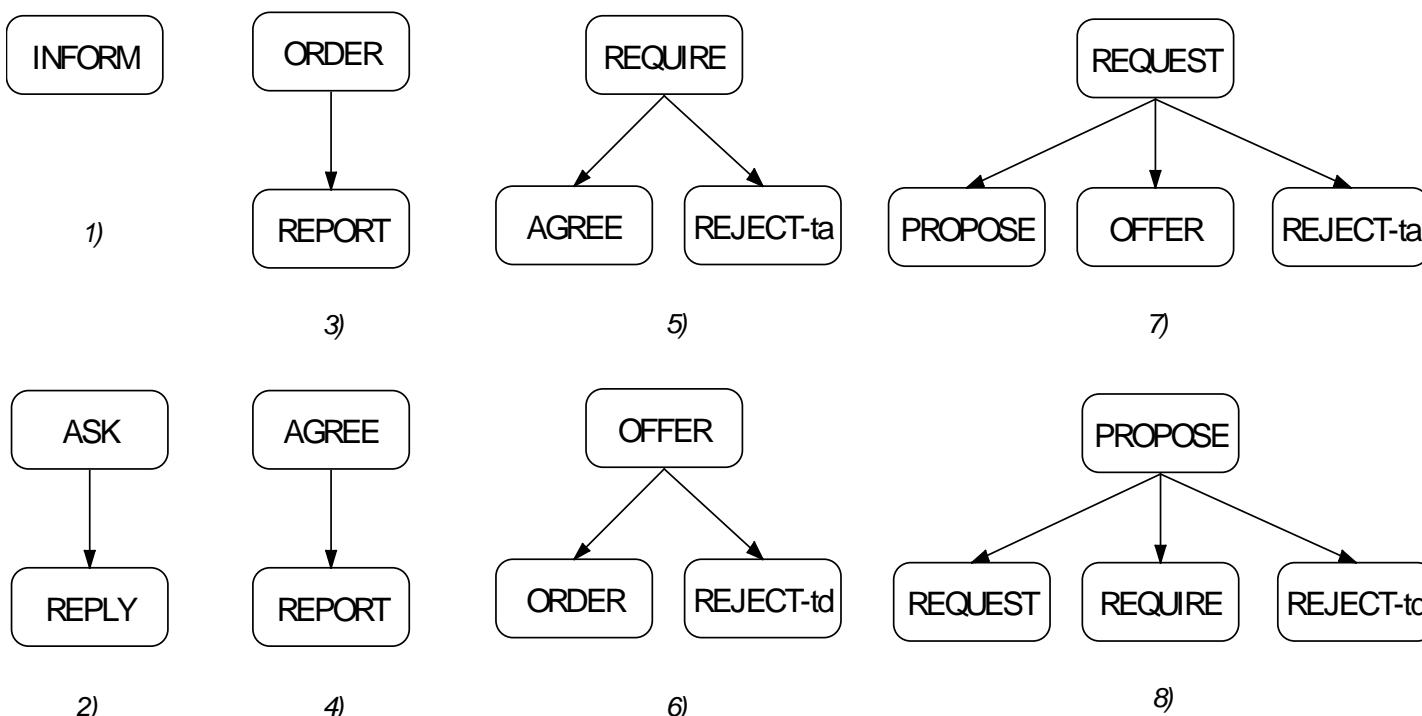 INFORM
ORDER
REQUIRE
REQUEST
REPORT
AGREE
REJECT-ta
PROPOSE
OFFER
REJECT-ta
1)
3)
5)
7)
ASK
AGREE
OFFER
PROPOSE
REPLY
REPORT
ORDER
REJECT-td
REQUEST
REQUIRE
REJECT-td
2)
4)
6)
8)